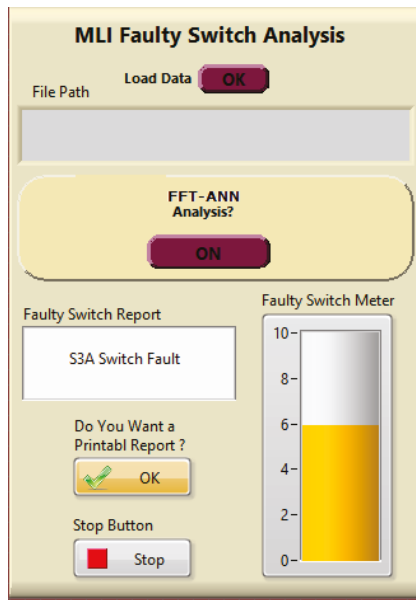 MLI Faulty Switch Analysis
Load Data OK
File Path
FFT-ANN
Analysis?
ON
Faulty Switch Report
S3A Switch Fault
Do You Want a
Printabl Report ?
OK
Stop Button
Stop
Faulty Switch Meter
10-
8-
6-
4-
2-
0-